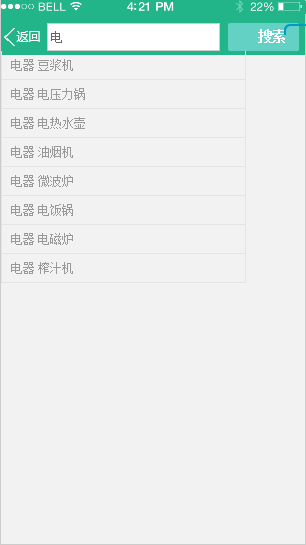 BELL 4:21 PM 22%
返回 电 搜索
电器 豆浆机
电器 电压力锅
电器 电热水壶
电器 油烟机
电器 微波炉
电器 电饭锅
电器 电磁炉
电器 榨汁机